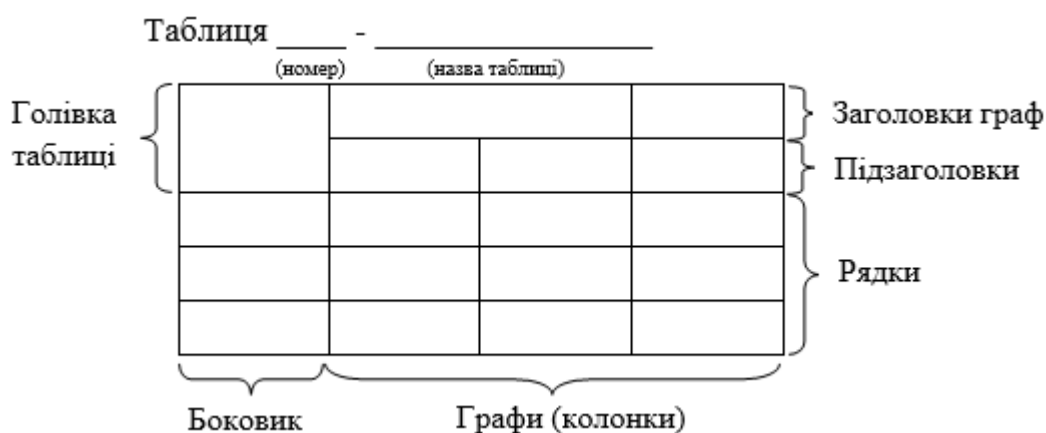 Таблиця ____ - ________________
(номер) (назва таблиці)
Голівка
таблиці
Заголовки граф
Підзаголовки
Рядки
Боковик
Графи (колонки)